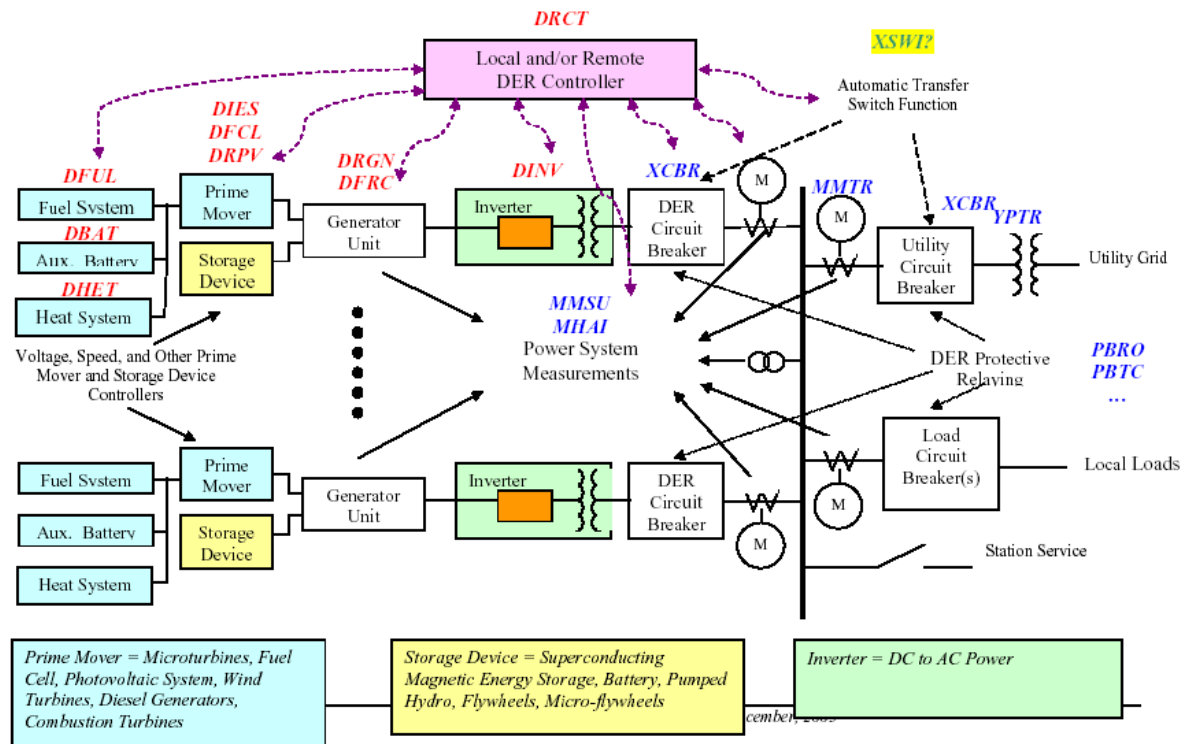 DRCT
XSWI?
Local and/or Remote
DER Controller
Automatic Transfer
Switch Function
DIES
DFCL
DRPV
DRGN
DFRC
DINV
XCBR
MMTR
XCBR
YPTR
DFUL
Fuel System
Prime
Mover
DBAT
Aux. Battery
Storage
Device
DHET
Heat System
Generator
Unit
Inverter
DER
Circuit
Breaker
M
M
Utility
Circuit
Breaker
Utility Grid
MMSU
MHAI
Power System
Measurements
Voltage, Speed, and Other Prime
Mover and Storage Device
Controllers
DER Protective
Relaying
PBRO
PBTC
...
Fuel System
Prime
Mover
Aux. Battery
Storage
Device
Heat System
Generator
Unit
Inverter
DER
Circuit
Breaker
M
M
Load
Circuit
Breaker(s)
Local Loads
Station Service
Prime Mover = Microturbines, Fuel
Cell, Photovoltaic System, Wind
Turbines, Diesel Generators,
Combustion Turbines
Storage Device = Superconducting
Magnetic Energy Storage, Battery, Pumped
Hydro, Flywheels, Micro-flywheels
Inverter = DC to AC Power